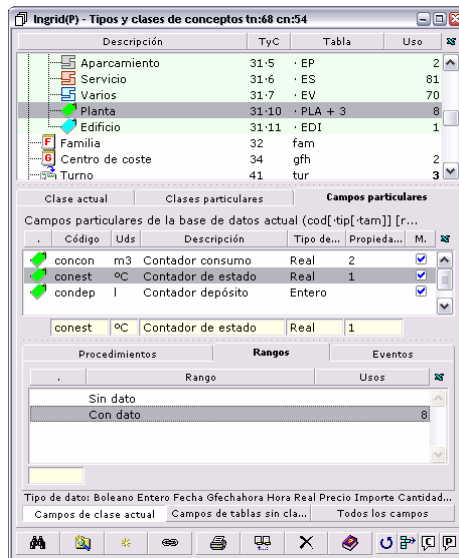 Ingrid(P) - Tipos y clases de conceptos tn:68 cn:54
Descripción TyC Tabla Uso
Aparcamiento 31·5 · EP 2
Servicio 31·6 · ES 81
Varios 31·7 · EV 70
Planta 31·10 · PLA + 3 8
Edificio 31·11 · EDI 1
F Familia 32 fam
6 Centro de coste 34 gfh 2
Turno 41 tur 3
Clase actual Clases particulares Campos particulares
Campos particulares de la base de datos actual (cod[·tip[·tam]] [r...
. Código Uds Descripción Tipo de... Propieda... M.
concon m3 Contador consumo Real 2
conest ºC Contador de estado Real 1
condep l Contador depósito Entero
conest ºC Contador de estado Real 1
Procedimientos Rangos Eventos
. Rango Usos
Sin dato
Con dato 8
Tipo de dato: Boleano Entero Fecha Gfechahora Hora Real Precio Importe Cantidad...
Campos de clase actual Campos de tablas sin cla... Todos los campos